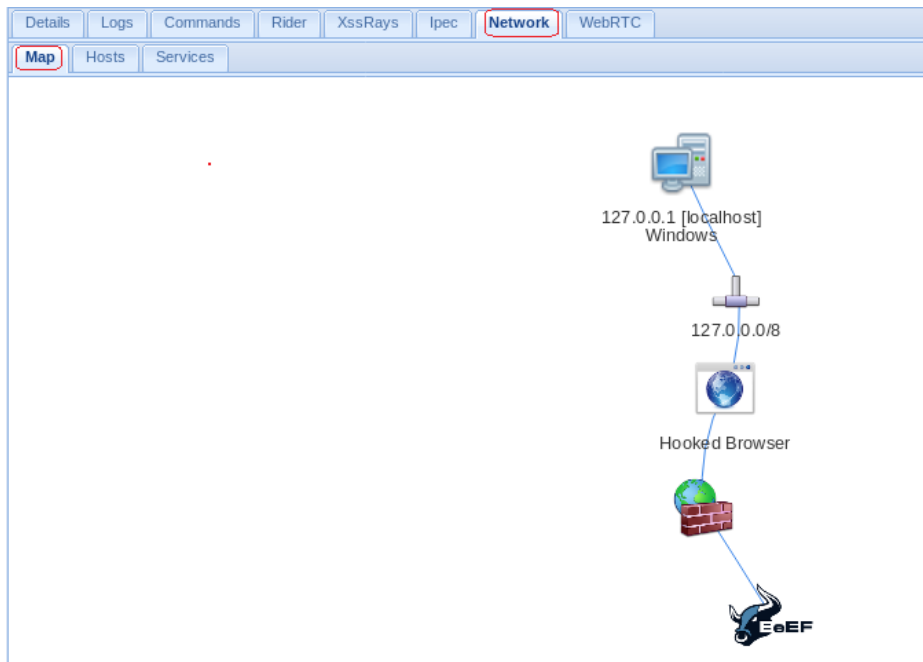 Details Logs Commands Rider XssRays Ipec Network WebRTC
Map Hosts Services
127.0.0.1 [localhost]
Windows
127.0.0.0/8
Hooked Browser
BeEF